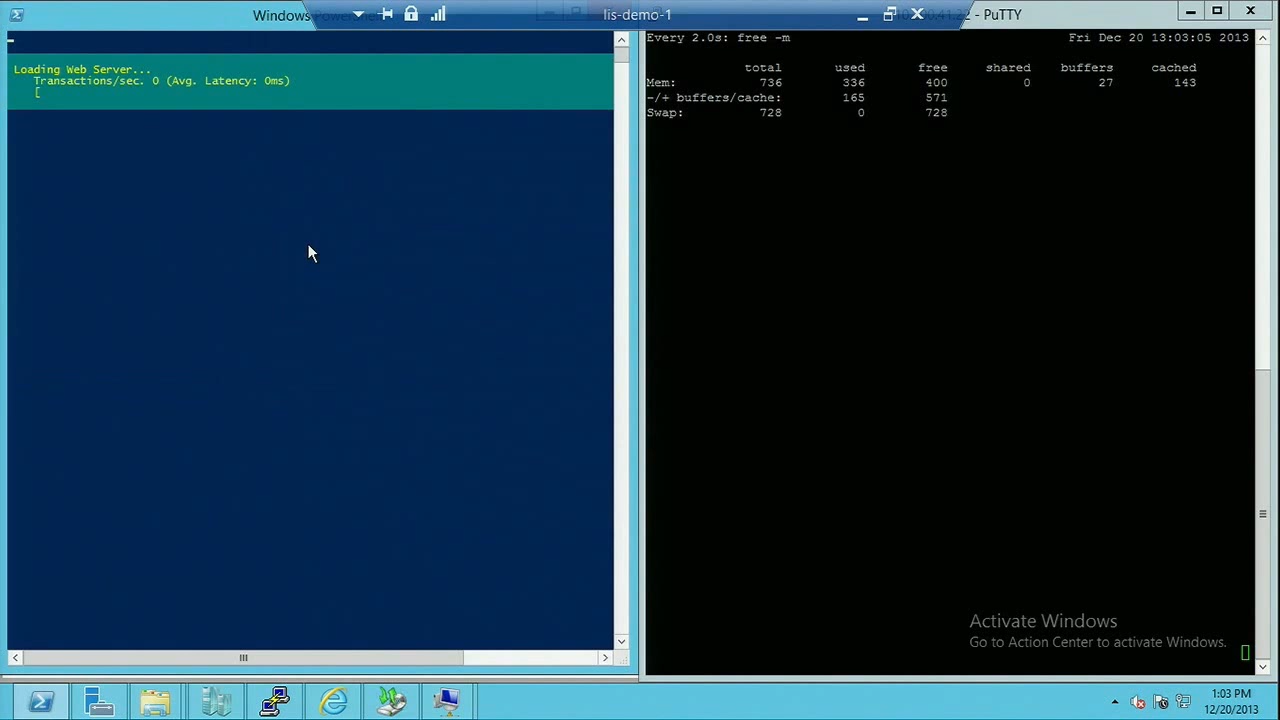 Windows
lis-demo-1
PuTTY
Loading Web Server...
Transactions/sec. 0 (Avg. Latency: 0ms)
[
Every 2.0s: free -m Fri Dec 20 13:03:05 2013
total used free shared buffers cached
Mem: 736 336 400 0 27 143
-/+ buffers/cache: 165 571
Swap: 728 0 728
Activate Windows
Go to Action Center to activate Windows.
1:03 PM
12/20/2013